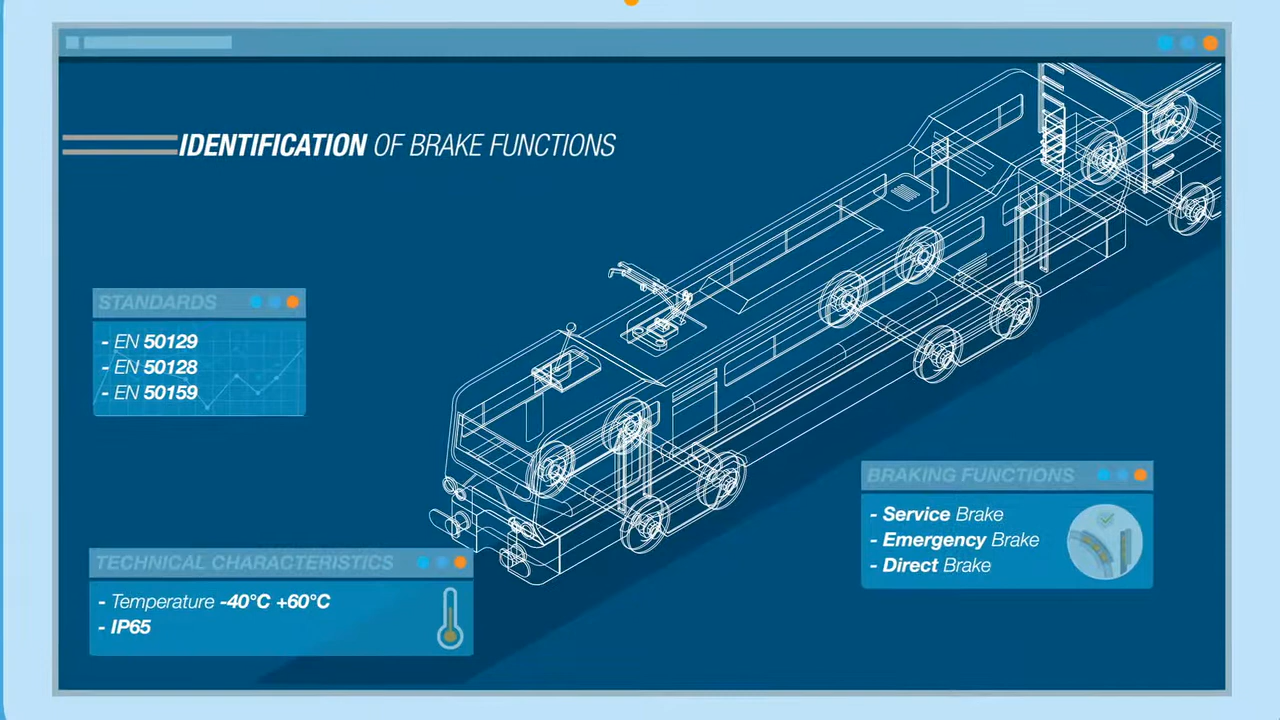 IDENTIFICATION OF BRAKE FUNCTIONS
STANDARDS
- EN 50129
- EN 50128
- EN 50159
BRAKING FUNCTIONS
- Service Brake
- Emergency Brake
- Direct Brake
TECHNICAL CHARACTERISTICS
- Temperature -40°C +60°C
- IP65